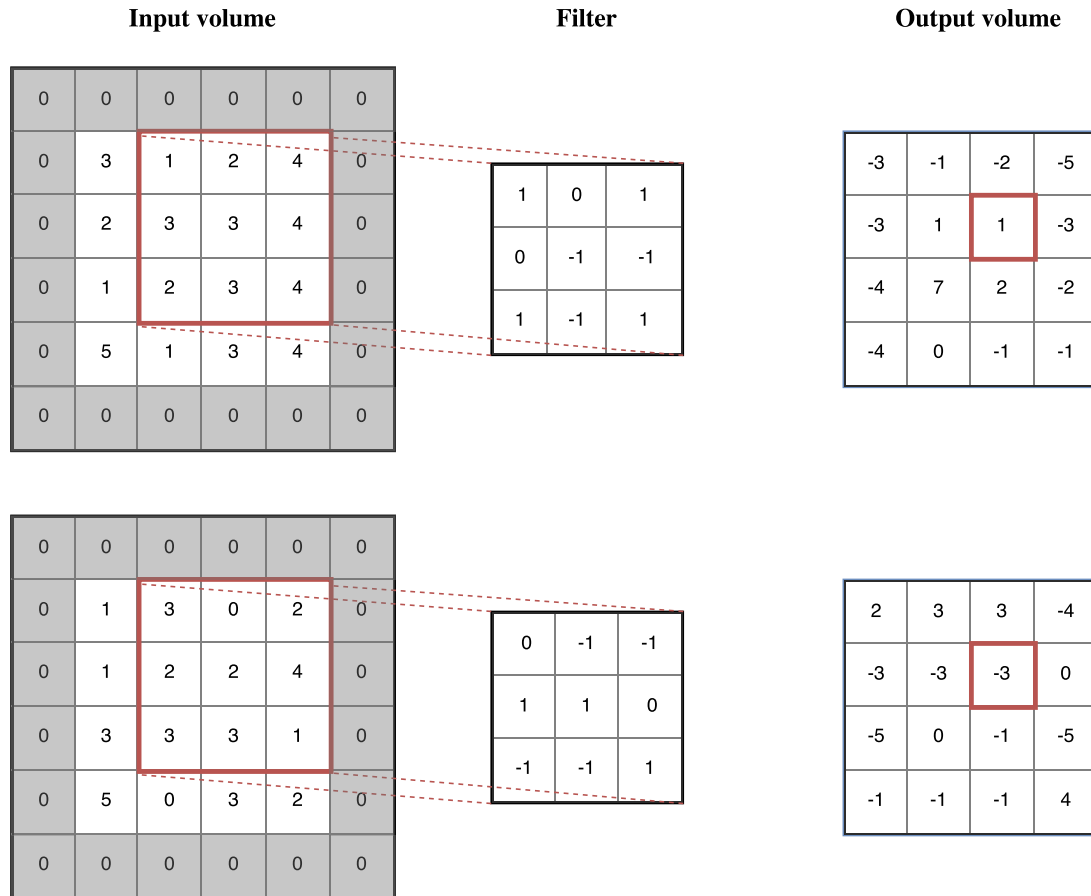 Input volume Filter Output volume
0 0 0 0 0 0
0 3 1 2 4 0 1 0 1 -3 -1 -2 -5
0 2 3 3 4 0 0 -1 -1 -3 1 1 -3
0 1 2 3 4 0 1 -1 1 -4 7 2 -2
0 5 1 3 4 0 -4 0 -1 -1
0 0 0 0 0 0
0 0 0 0 0 0
0 1 3 0 2 0 0 -1 -1 2 3 3 -4
0 1 2 2 4 0 1 1 0 -3 -3 -3 0
0 3 3 3 1 0 -1 -1 1 -5 0 -1 -5
0 5 0 3 2 0 -1 -1 -1 4
0 0 0 0 0 0